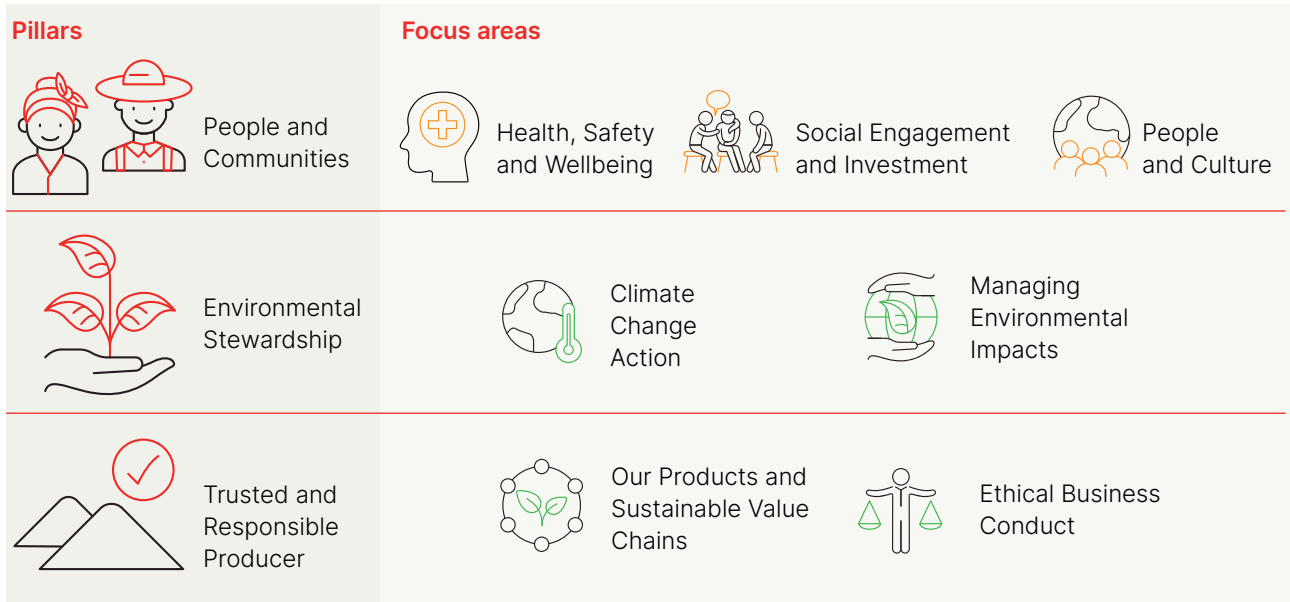 Pillars
Focus areas
People and
Communities
Health, Safety
and Wellbeing
Social Engagement
and Investment
People
and Culture
Environmental
Stewardship
Climate
Change
Action
Managing
Environmental
Impacts
Trusted and
Responsible
Producer
Our Products and
Sustainable Value
Chains
Ethical Business
Conduct